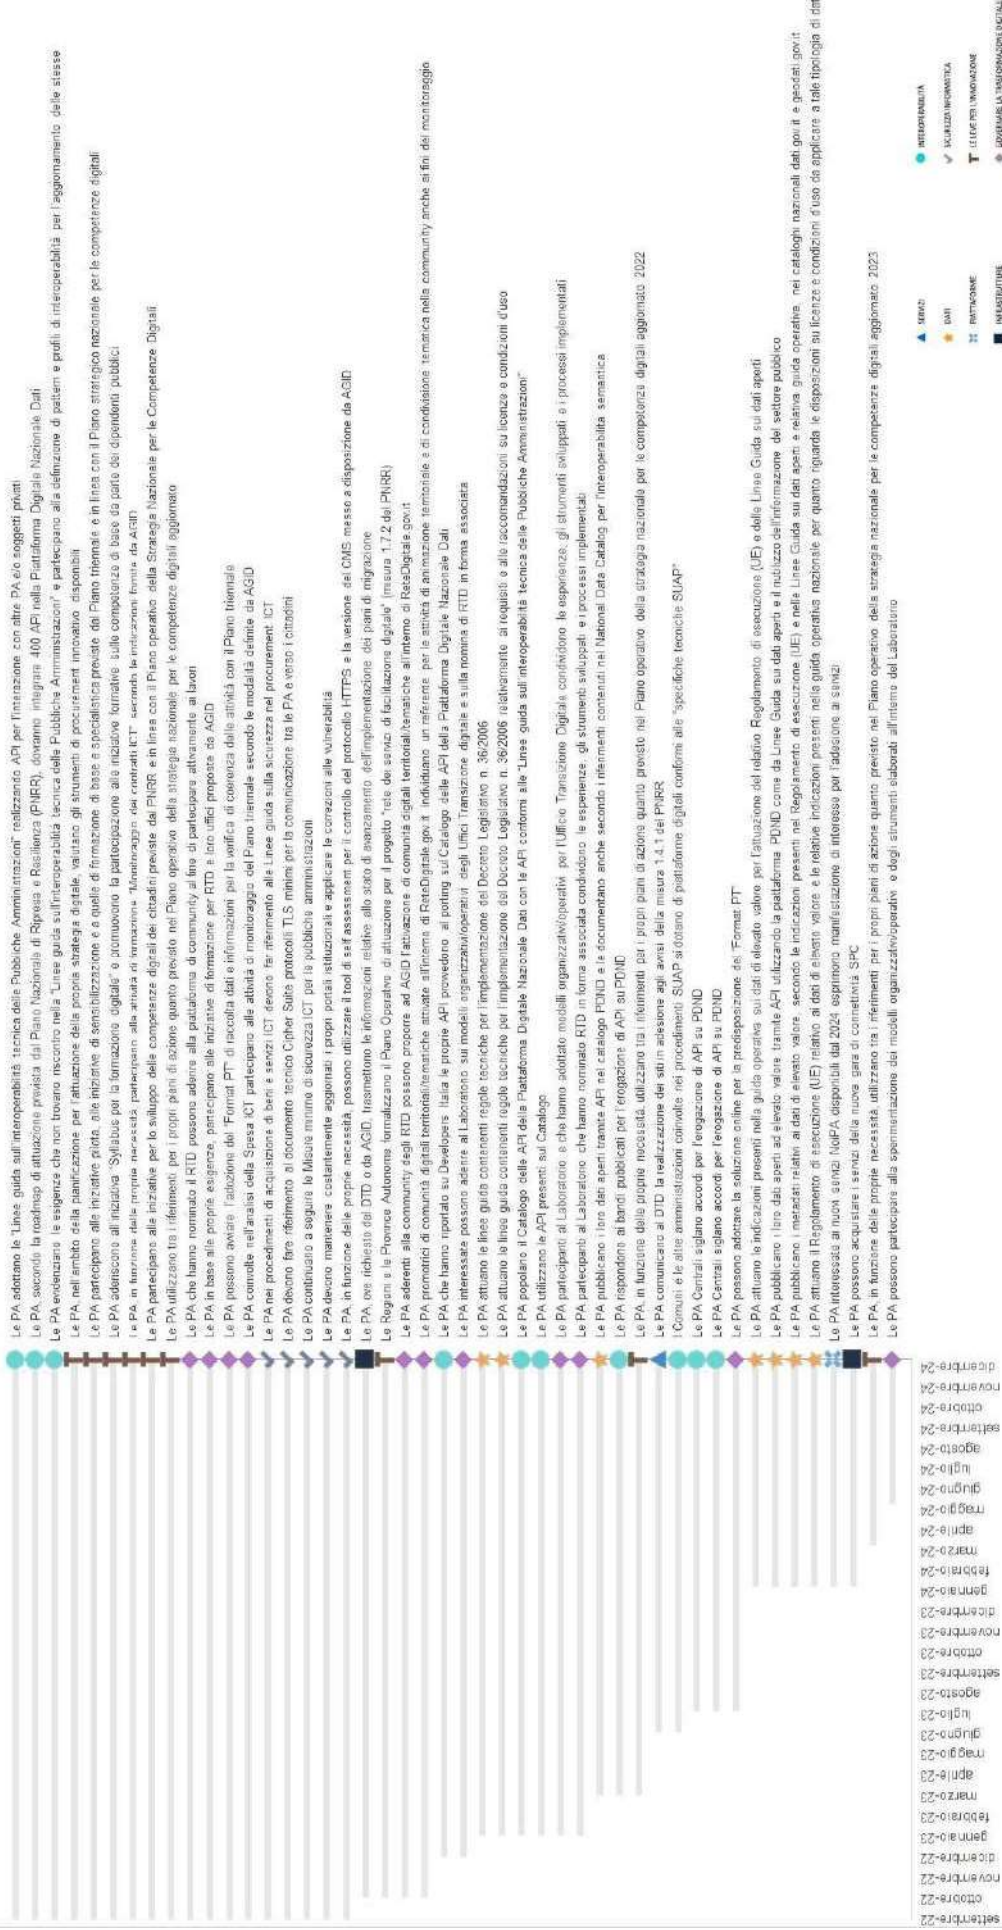 Le PA adottano le "Linee guida sull'interoperabilità tecnica delle Pubbliche Amministrazioni" realizzando API per l'interazione con altre PA e/o soggetti privati
Le PA, secondo la roadmap di attuazione prevista dal Piano Nazionale di Ripresa e Resilienza (PNRR), dovranno integrare 400 API nella Piattaforma Digitale Nazionale Dati
Le PA evidenziano le esigenze che non trovano riscontro nella "Linee guida sull'interoperabilità tecnica delle Pubbliche Amministrazioni" e partecipano alla definizione di pattern e profili di interoperabilità per l'aggiornamento delle stesse
Le PA, nell'ambito della pianificazione per l'attuazione della propria strategia digitale, valutano gli strumenti di procurement innovativo disponibili
Le PA partecipano alle iniziative pilota, alle iniziative di sensibilizzazione e a quelle di formazione di base e specialistica previste dal Piano triennale e in linea con il Piano strategico nazionale per le competenze digitali
Le PA aderiscono all'iniziativa "Syllabus per la formazione digitale" e promuovono la partecipazione alle iniziative formative sulle competenze di base da parte dei dipendenti pubblici
Le PA, in funzione delle proprie necessità, partecipano alle attività di formazione "Monitoraggio dei contratti ICT" secondo le indicazioni fornite da AGID
Le PA partecipano alle iniziative per lo sviluppo delle competenze digitali dei cittadini previste dal PNRR e in linea con il Piano operativo della Strategia Nazionale per le Competenze Digitali
Le PA utilizzano tra i riferimenti per i propri piani di azione quanto previsto nel Piano operativo della strategia nazionale per le competenze digitali aggiornato
Le PA che hanno nominato il RTD possono aderire alla piattaforma di community al fine di partecipare attivamente ai lavori
Le PA in base alle proprie esigenze, partecipano alle iniziative di formazione per RTD e loro uffici proposte da AGID
Le PA possono avviare l'adozione del "Format PT" di raccolta dati e informazioni per la verifica di coerenza delle attività con il Piano triennale
Le PA coinvolte nell'analisi della Spesa ICT partecipano alle attività di monitoraggio del Piano triennale secondo le modalità definite da AGID
Le PA nei procedimenti di acquisizione di beni e servizi ICT devono far riferimento alle Linee guida sulla sicurezza nel procurement ICT
Le PA devono fare riferimento al documento tecnico Cipher Suite protocolli TLS minimi per la comunicazione tra le PA e verso i cittadini
Le PA continuano a seguire le Misure minime di sicurezza ICT per le pubbliche amministrazioni
Le PA devono mantenere costantemente aggiornati i propri portali istituzionali e applicare le correzioni alle vulnerabilità
Le PA, in funzione delle proprie necessità, possono utilizzare il tool di self assessment per il controllo del protocollo HTTPS e la versione del CMS messo a disposizione da AGID
Le PA, ove richiesto dal DTD o da AGID, trasmettono le informazioni relative allo stato di avanzamento dell'implementazione dei piani di migrazione
Le Regioni e le Province Autonome formalizzano il Piano Operativo di attuazione per il progetto "rete dei servizi di facilitazione digitale" (misura 1.7.2 del PNRR)
Le PA aderenti alla community degli RTD possono proporre ad AGID l'attivazione di comunità digitali territoriali/tematiche all'interno di ReteDigitale.gov.it
Le PA promotrici di comunità digitali territoriali/tematiche attuate all'interno di ReteDigitale.gov.it individuano un referente per le attività di animazione territoriale e di condivisione tematica nella community anche ai fini del monitoraggio
Le PA che hanno riportato su Developers Italia le proprie API provvedono al porting sul Catalogo delle API della Piattaforma Digitale Nazionale Dati
Le PA interessate possono aderire al Laboratorio sui modelli organizzativi/operativi degli Uffici Transizione digitale e sulla nomina di RTD in forma associata
Le PA attuano le linee guida contenenti regole tecniche per l'implementazione del Decreto Legislativo n. 36/2006
Le PA attuano le linee guida contenenti regole tecniche per l'implementazione del Decreto Legislativo n. 36/2006 relativamente ai requisiti e alle raccomandazioni su licenze e condizioni d'uso
Le PA popolano il Catalogo delle API della Piattaforma Digitale Nazionale Dati con le API conformi alle "Linee guida sull'interoperabilità tecnica delle Pubbliche Amministrazioni"
Le PA utilizzano le API presenti sul Catalogo
Le PA partecipanti al Laboratorio e che hanno adottato modelli organizzativi/operativi per l'Ufficio Transizione Digitale condividono le esperienze, gli strumenti sviluppati e i processi implementati
Le PA partecipanti al Laboratorio che hanno nominato RTD in forma associata condividono le esperienze, gli strumenti sviluppati e i processi implementati
Le PA pubblicano i loro dati aperti tramite API nel catalogo PDND e le documentano anche secondo i riferimenti contenuti nel National Data Catalog per l'interoperabilità semantica
Le PA rispondono ai bandi pubblicati per l'erogazione di API su PDND
Le PA, in funzione delle proprie necessità, utilizzano tra i riferimenti per i propri piani di azione quanto previsto nel Piano operativo della strategia nazionale per le competenze digitali aggiornato 2022
Le PA comunicano al DTD la realizzazione dei siti in adesione agli avvisi della misura 1.4.1 del PNRR
I Comuni e le altre amministrazioni coinvolte nei procedimenti SUAP si dotano di piattaforme digitali conformi alle "specifiche tecniche SUAP"
Le PA Centrali siglano accordi per l'erogazione di API su PDND
Le PA Centrali siglano accordi per l'erogazione di API su PDND
Le PA possono adottare la soluzione online per la predisposizione del "Format PT"
Le PA attuano le indicazioni presenti nella guida operativa sui dati di elevato valore per l'attuazione del relativo Regolamento di esecuzione (UE) e delle Linee Guida sui dati aperti
Le PA pubblicano i loro dati aperti ad elevato valore tramite API utilizzando la piattaforma PDND come da Linee Guida su dati aperti e il riutilizzo dell'informazione del settore pubblico
Le PA pubblicano i metadati relativi ai dati di elevato valore, secondo le indicazioni presenti nel Regolamento di esecuzione (UE) e nelle Linee Guida sui dati aperti e relativa guida operativa, nei cataloghi nazionali dati.gov.it e geodati.gov.it
Le PA attuano il Regolamento di esecuzione (UE) relativo ai dati di elevato valore e le relative indicazioni presenti nella guida operativa nazionale per quanto riguarda le disposizioni su licenze e condizioni d'uso da applicare a tale tipologia di dati
Le PA interessate ai nuovi servizi NoiPA disponibili dal 2024 esprimono manifestazione di interesse per l'adesione ai servizi
Le PA possono acquistare i servizi della nuova gara di connettività SPC
Le PA, in funzione delle proprie necessità, utilizzano tra i riferimenti per i propri piani di azione quanto previsto nel Piano operativo della strategia nazionale per le competenze digitali aggiornato 2023
Le PA possono partecipare alla sperimentazione dei modelli organizzativi/operativi e degli strumenti elaborati all'interno del Laboratorio
settembre-22
ottobre-22
novembre-22
dicembre-22
gennaio-23
febbraio-23
marzo-23
aprile-23
maggio-23
giugno-23
luglio-23
agosto-23
settembre-23
ottobre-23
novembre-23
dicembre-23
gennaio-24
febbraio-24
marzo-24
aprile-24
maggio-24
giugno-24
luglio-24
agosto-24
settembre-24
ottobre-24
novembre-24
dicembre-24
SERVIZI
INTEROPERABILITÀ
DATI
SICUREZZA INFORMATICA
PIATTAFORME
LE LEVE PER L'INNOVAZIONE
INFRASTRUTTURE
GOVERNARE LA TRASFORMAZIONE DIGITALE